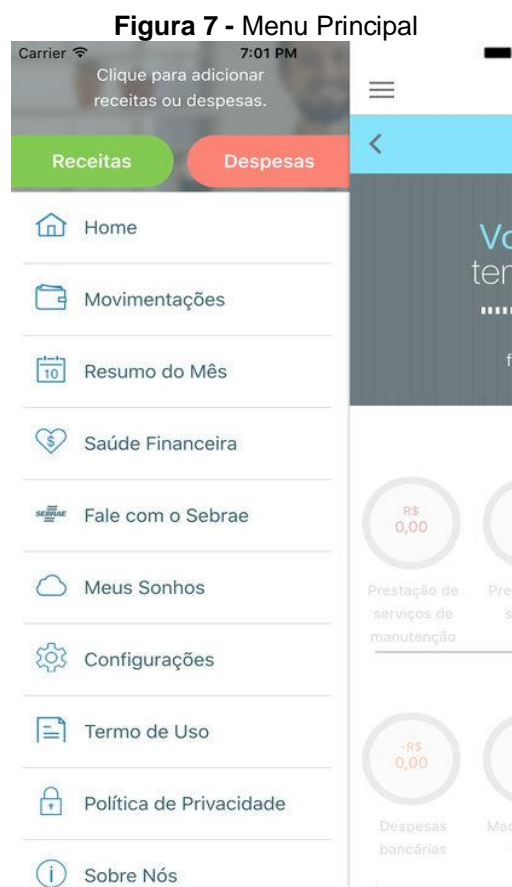 Figura 7 - Menu Principal
Carrier 7:01 PM
Clique para adicionar
receitas ou despesas.
Receitas Despesas
Home
Movimentações
10 Resumo do Mês
Saúde Financeira
SEBRAE Fale com o Sebrae
Meus Sonhos
Configurações
Termo de Uso
Política de Privacidade
Sobre Nós
R$
0,00
Prestação de
serviços de
manutenção
-R$
0,00
Despesas
bancárias